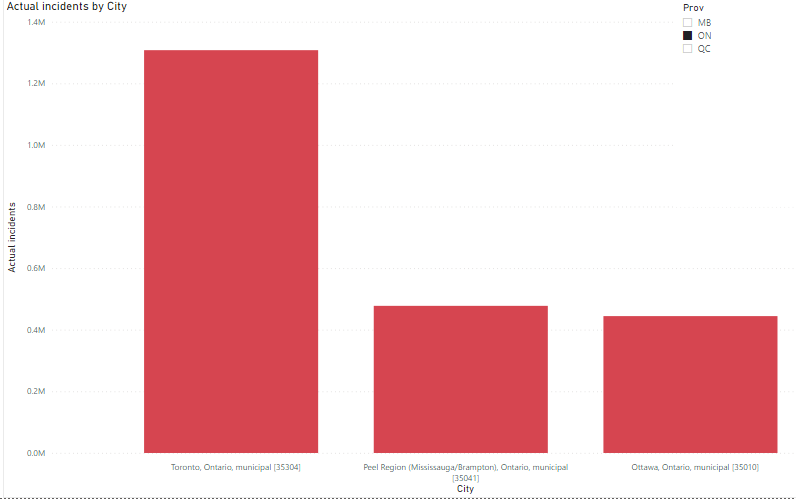 Actual incidents by City
Prov
MB
ON
QC
1.4M
1.2M
1.0M
0.8M
0.6M
0.4M
0.2M
0.0M
Actual incidents
Toronto, Ontario, municipal [35304]
Peel Region (Mississauga/Brampton), Ontario, municipal
[35041]
Ottawa, Ontario, municipal [35010]
City